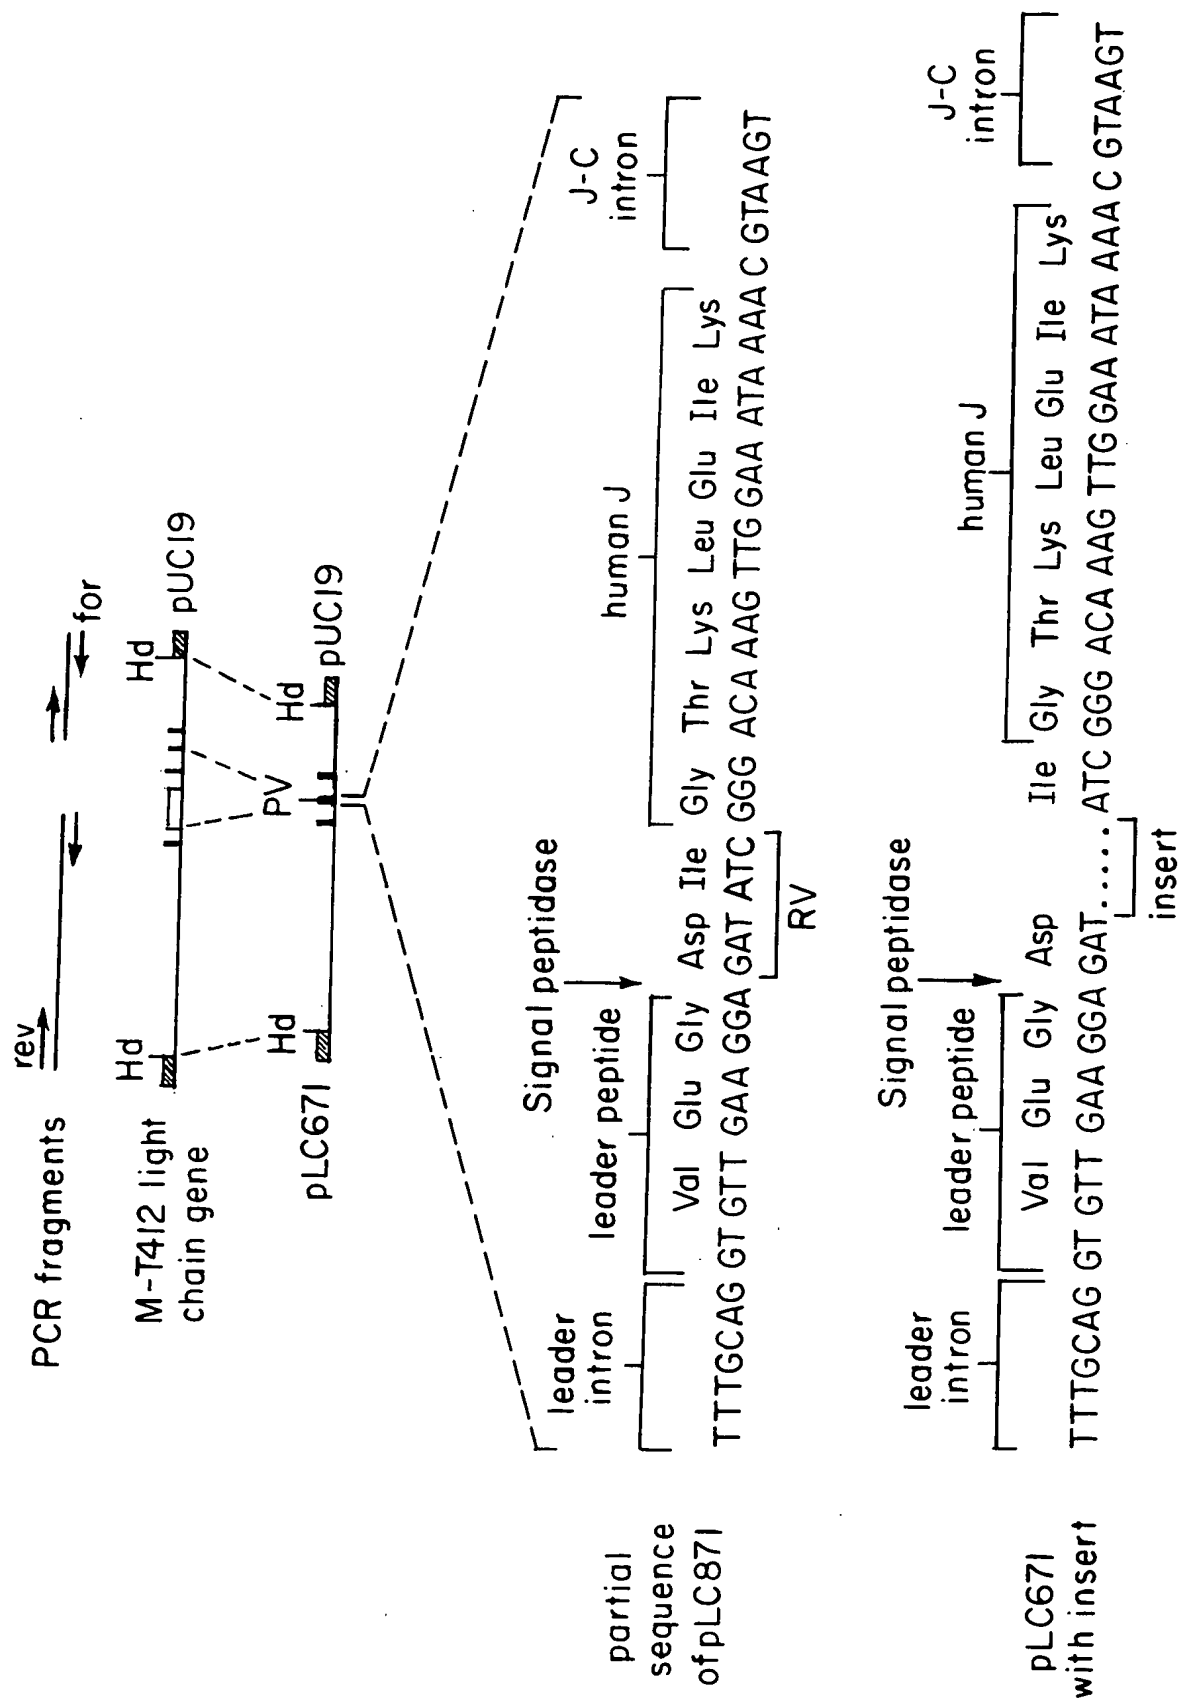 PCR fragments
rev
for
M-T412 light
chain gene
Hd
Hd
pUC19
pLC671
Hd
PV
Hd
pUC19
partial
sequence
of pLC871
leader
intron
leader peptide
Signal peptidase
human J
J-C
intron
Val Glu Gly Asp Ile Gly Thr Lys Leu Glu Ile Lys
TTTGCAG GT GTT GAA GGA GAT ATC GGG ACA AAG TTG GAA ATA AAA C GTAAGT
RV
pLC671
with insert
leader
intron
leader peptide
Signal peptidase
human J
J-C
intron
Val Glu Gly Asp Ile Gly Thr Lys Leu Glu Ile Lys
TTTGCAG GT GTT GAA GGA GAT...... ATC GGG ACA AAG TTG GAA ATA AAA C GTAAGT
insert